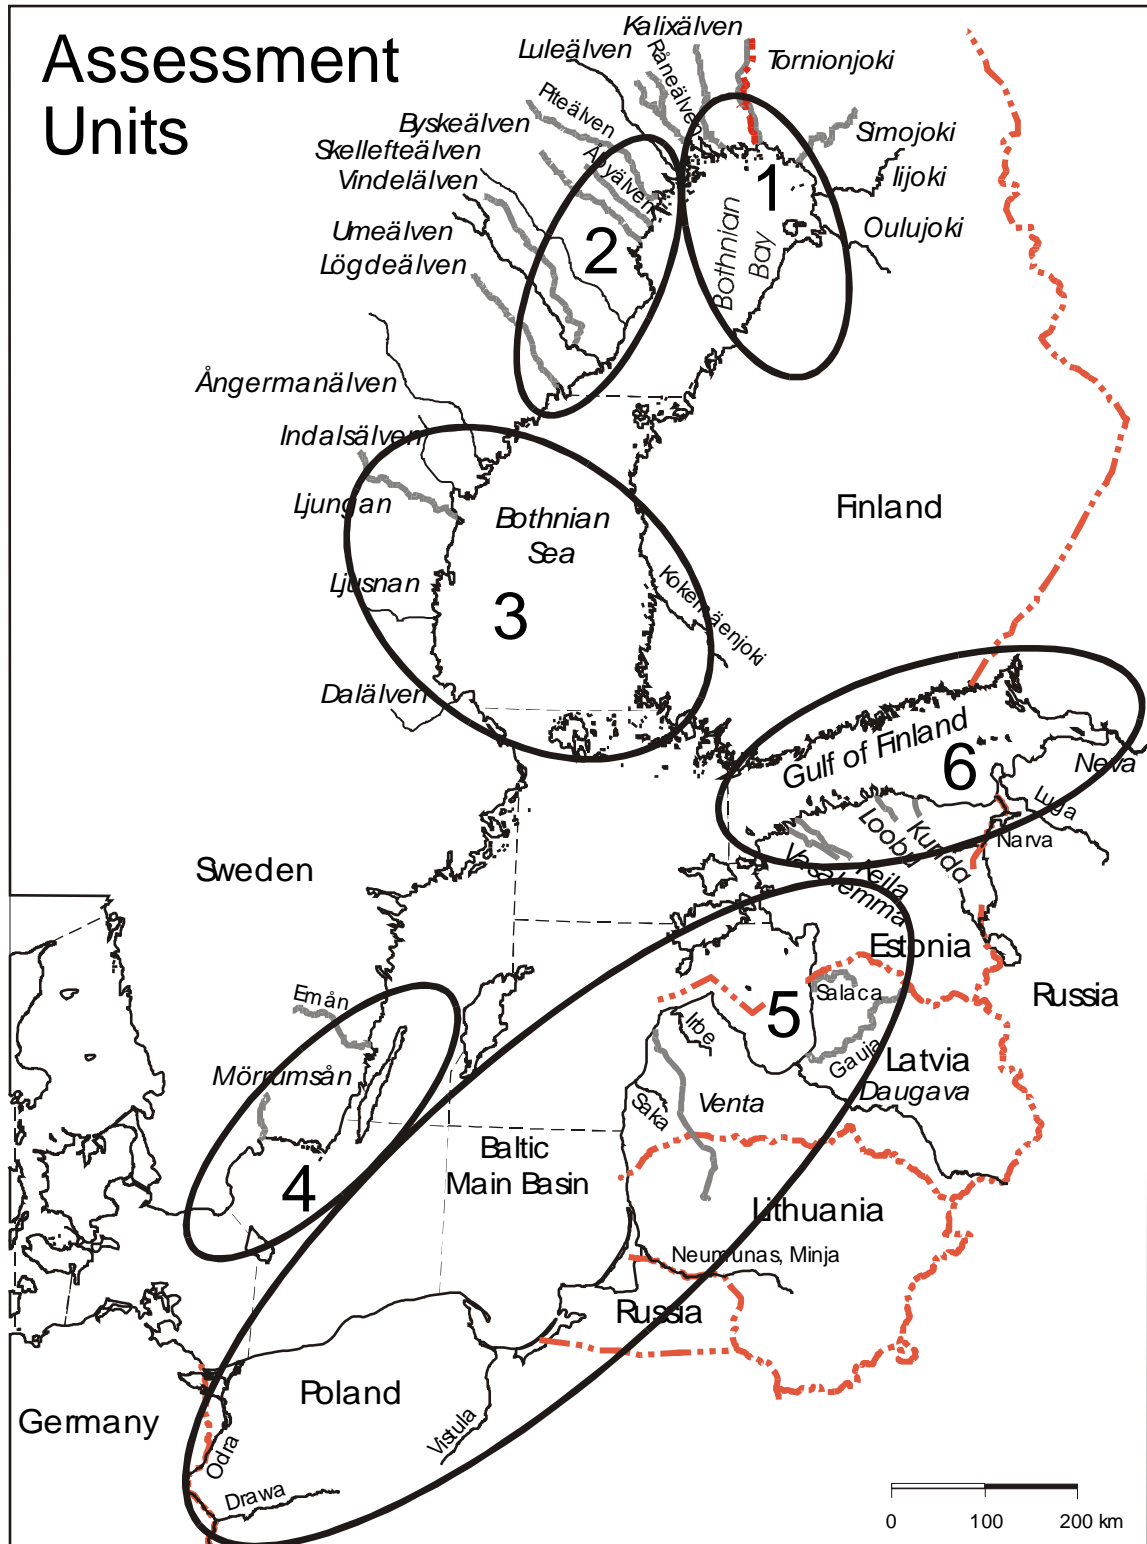 Assessment
Units
Kalixälven
Luleälven
Råneälven
Tornionjoki
Piteälven
Byskeälven
Åbyälven
Simojoki
Skellefteälven
Iijoki
Vindelälven
1
Bothnian
Bay
Oulujoki
Umeälven
2
Lögdeälven
Ångermanälven
Indalsälven
Ljungan
Bothnian
Sea
Finland
Ljusnan
3
Kokemäenjoki
Dalälven
Gulf of Finland
6
Neva
Luga
Narva
Loobu
Kunda
Keila
Vasalemma
Sweden
Estonia
Russia
Emån
5
Salaca
Irbe
Gauja
Latvia
Daugava
Mörrumsån
Saka
Venta
Baltic
Main Basin
4
Lithuania
Neumunas, Minja
Russia
Poland
Germany
Vistula
Odra
Drawa
0 100 200 km